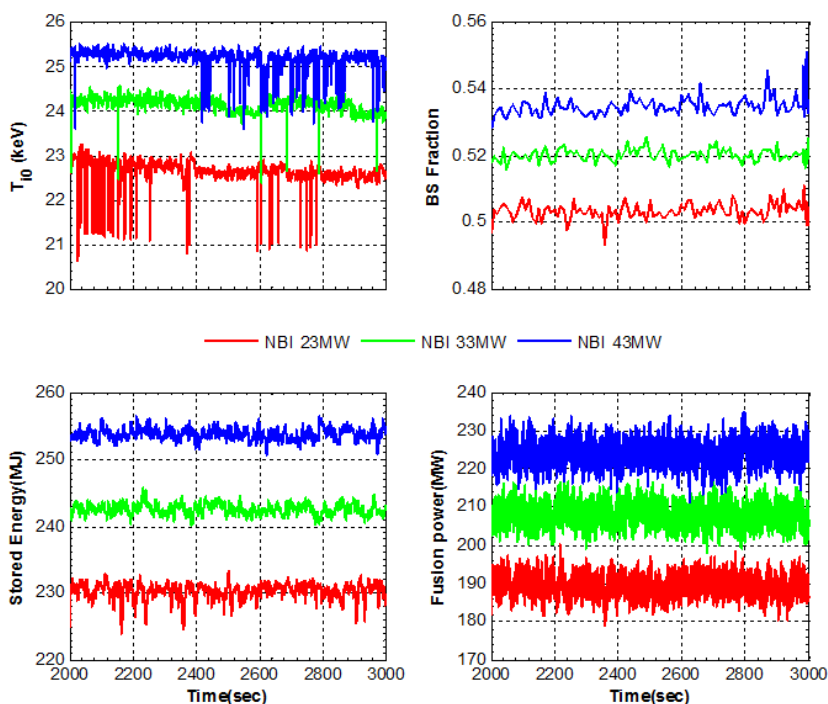 26
25
24
23
22
21
20
T_i0 (keV)
0.56
0.54
0.52
0.5
0.48
BS Fraction
NBI 23MW NBI 33MW NBI 43MW
260
250
240
230
220
Stored Energy(MJ)
2000 2200 2400 2600 2800 3000
Time(sec)
240
230
220
210
200
190
180
170
Fusion power(MW)
2000 2200 2400 2600 2800 3000
Time(sec)